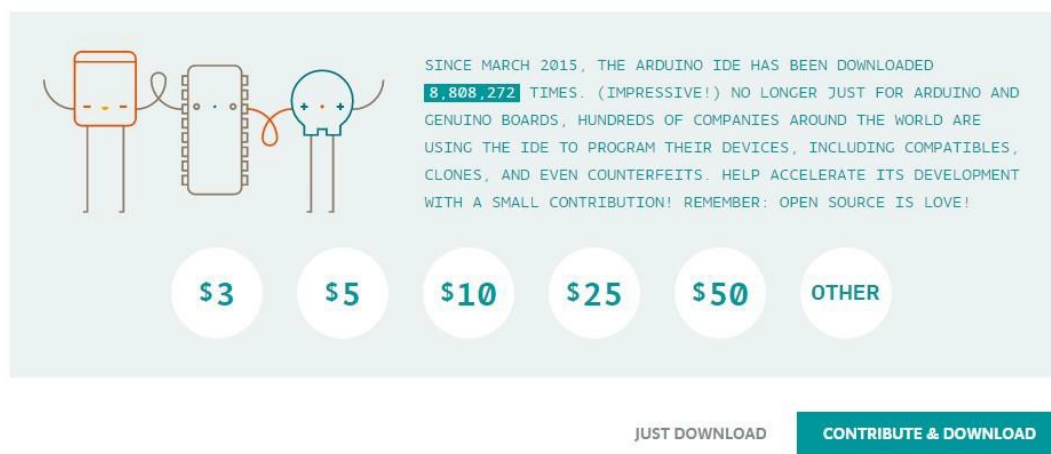 SINCE MARCH 2015, THE ARDUINO IDE HAS BEEN DOWNLOADED
8,808,272 TIMES. (IMPRESSIVE!) NO LONGER JUST FOR ARDUINO AND
GENUINO BOARDS, HUNDREDS OF COMPANIES AROUND THE WORLD ARE
USING THE IDE TO PROGRAM THEIR DEVICES, INCLUDING COMPATIBLES,
CLONES, AND EVEN COUNTERFEITS. HELP ACCELERATE ITS DEVELOPMENT
WITH A SMALL CONTRIBUTION! REMEMBER: OPEN SOURCE IS LOVE!
$3 $5 $10 $25 $50 OTHER
JUST DOWNLOAD CONTRIBUTE & DOWNLOAD